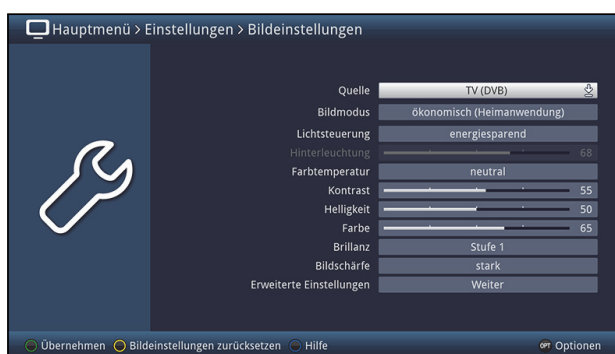 Hauptmenü > Einstellungen > Bildeinstellungen
Quelle TV (DVB)
Bildmodus ökonomisch (Heimanwendung)
Lichtsteuerung energiesparend
Hinterleuchtung 68
Farbtemperatur neutral
Kontrast 55
Helligkeit 50
Farbe 65
Brillanz Stufe 1
Bildschärfe stark
Erweiterte Einstellungen Weiter
Übernehmen Bildeinstellungen zurücksetzen Hilfe OPT Optionen